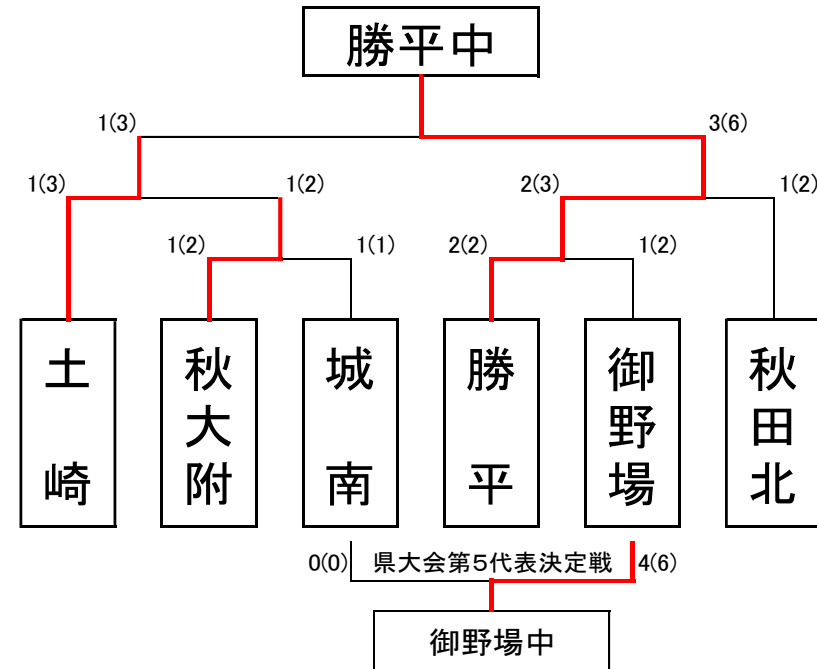 勝平中
1(3)
3(6)
1(3)
1(2)
2(3)
1(2)
1(2)
1(1)
2(2)
1(2)
土崎
秋大附
城南
勝平
御野場
秋田北
0(0)
県大会第5代表決定戦
4(6)
御野場中